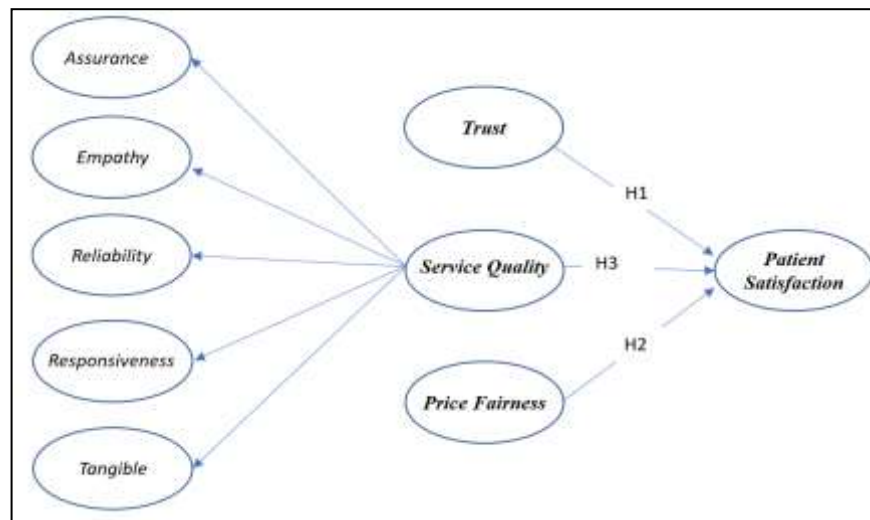 Assurance
Empathy
Reliability
Responsiveness
Tangible
Trust
Service Quality
Price Fairness
H1
H3
H2
Patient
Satisfaction